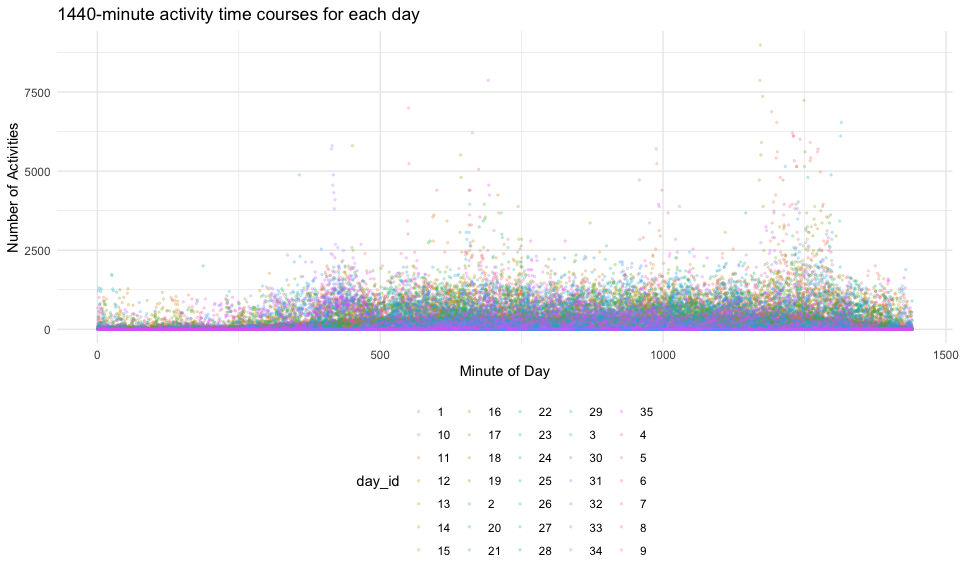 1440-minute activity time courses for each day
Number of Activities
7500
5000
2500
0
0 500 1000 1500
Minute of Day
day_id
1 16 22 29 35
10 17 23 3 4
11 18 24 30 5
12 19 25 31 6
13 2 26 32 7
14 20 27 33 8
15 21 28 34 9